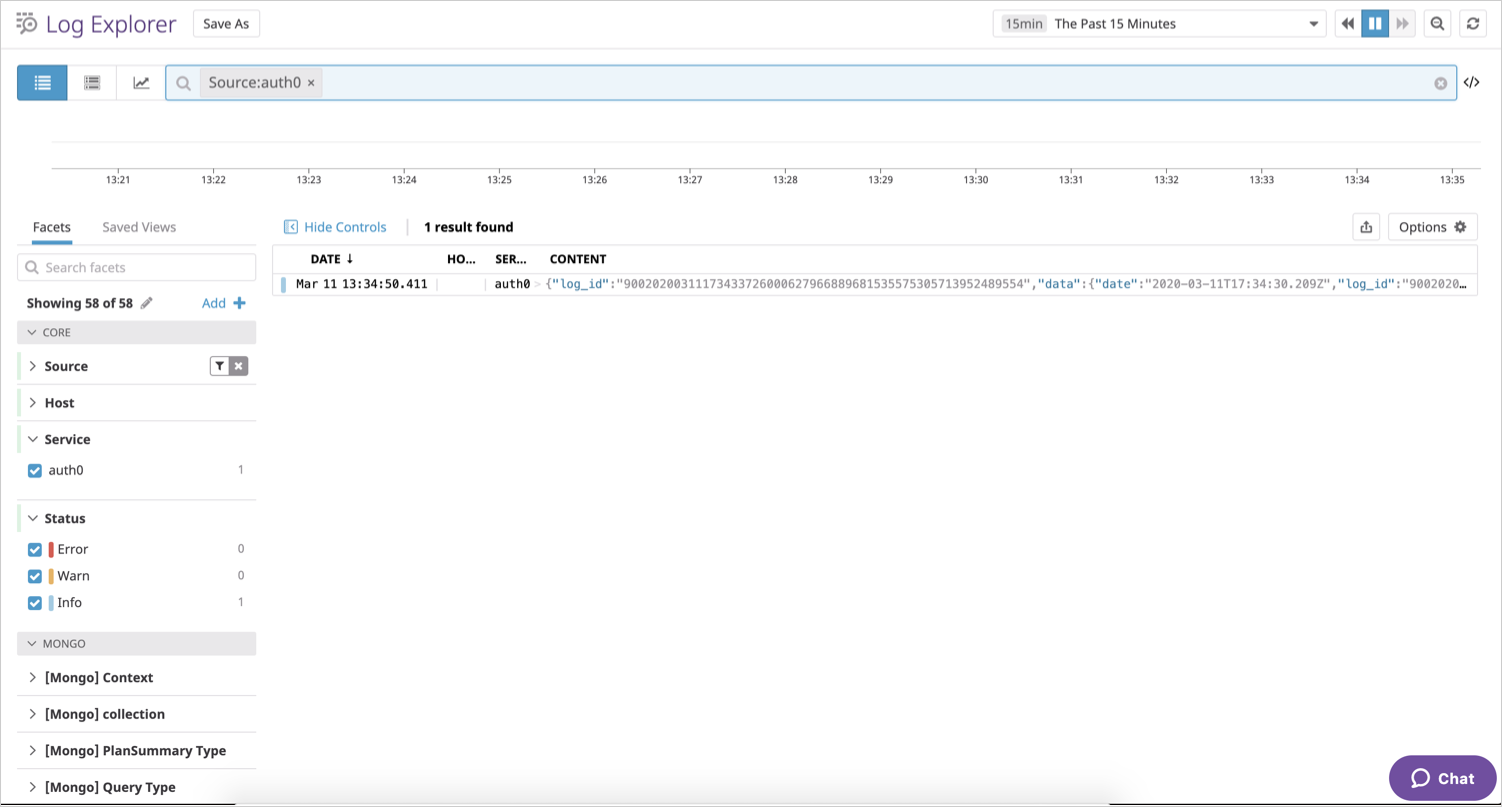 Log Explorer Save As 15min The Past 15 Minutes
Source:auth0 × </>
13:21 13:22 13:23 13:24 13:25 13:26 13:27 13:28 13:29 13:30 13:31 13:32 13:33 13:34 13:35
Facets Saved Views Hide Controls 1 result found Options
DATE ↓ HO... SER... CONTENT
Search facets
Mar 11 13:34:50.411 auth0 > {"log_id":"90020200311173433726000627966889681535575305713952489554","data":{"date":"2020-03-11T17:34:30.209Z","log_id":"9002020…
Showing 58 of 58 Add +
CORE
Source
Host
Service
auth0 1
Status
Error 0
Warn 0
Info 1
MONGO
[Mongo] Context
[Mongo] collection
[Mongo] PlanSummary Type
[Mongo] Query Type
Chat